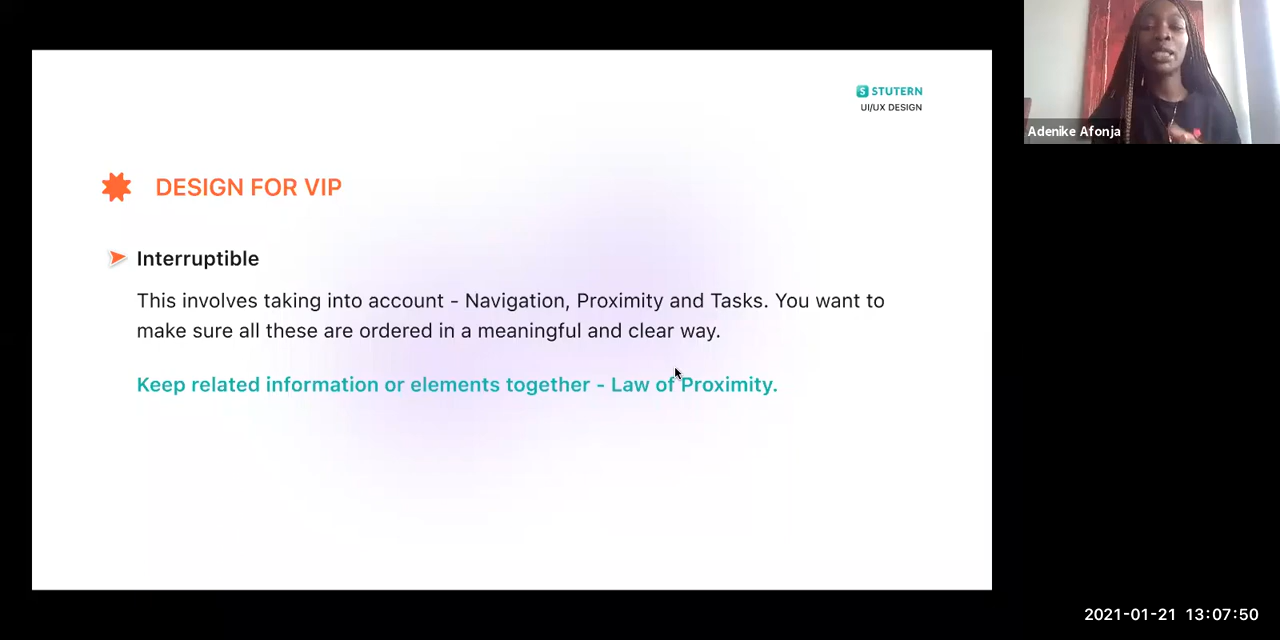 S STUTERN
UI/UX DESIGN
Adenike Afonja
DESIGN FOR VIP
Interruptible
This involves taking into account - Navigation, Proximity and Tasks. You want to
make sure all these are ordered in a meaningful and clear way.
Keep related information or elements together - Law of Proximity.
2021-01-21 13:07:50